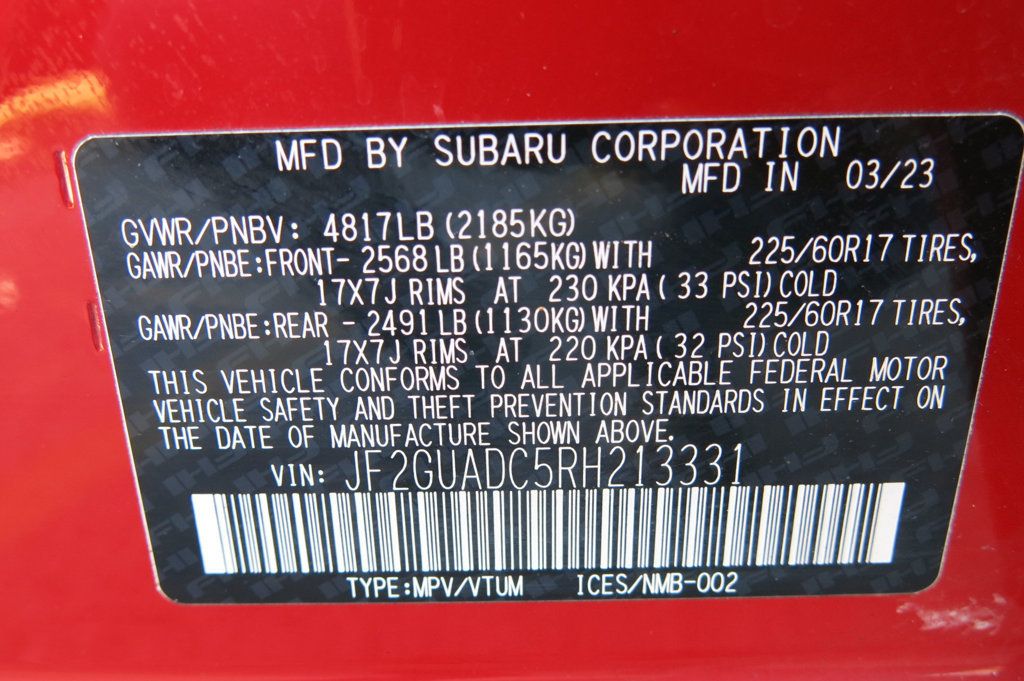 MFD BY SUBARU CORPORATION
MFD IN 03/23
GVWR/PNBV: 4817LB (2185KG)
GAWR/PNBE:FRONT- 2568 LB (1165KG) WITH 225/60R17 TIRES,
17X7J RIMS AT 230 KPA ( 33 PSI) COLD
GAWR/PNBE:REAR - 2491 LB (1130KG) WITH 225/60R17 TIRES,
17X7J RIMS AT 220 KPA ( 32 PSI) COLD
THIS VEHICLE CONFORMS TO ALL APPLICABLE FEDERAL MOTOR
VEHICLE SAFETY AND THEFT PREVENTION STANDARDS IN EFFECT ON
THE DATE OF MANUFACTURE SHOWN ABOVE.
VIN: JF2GUADC5RH213331
TYPE:MPV/VTUM ICES/NMB-002